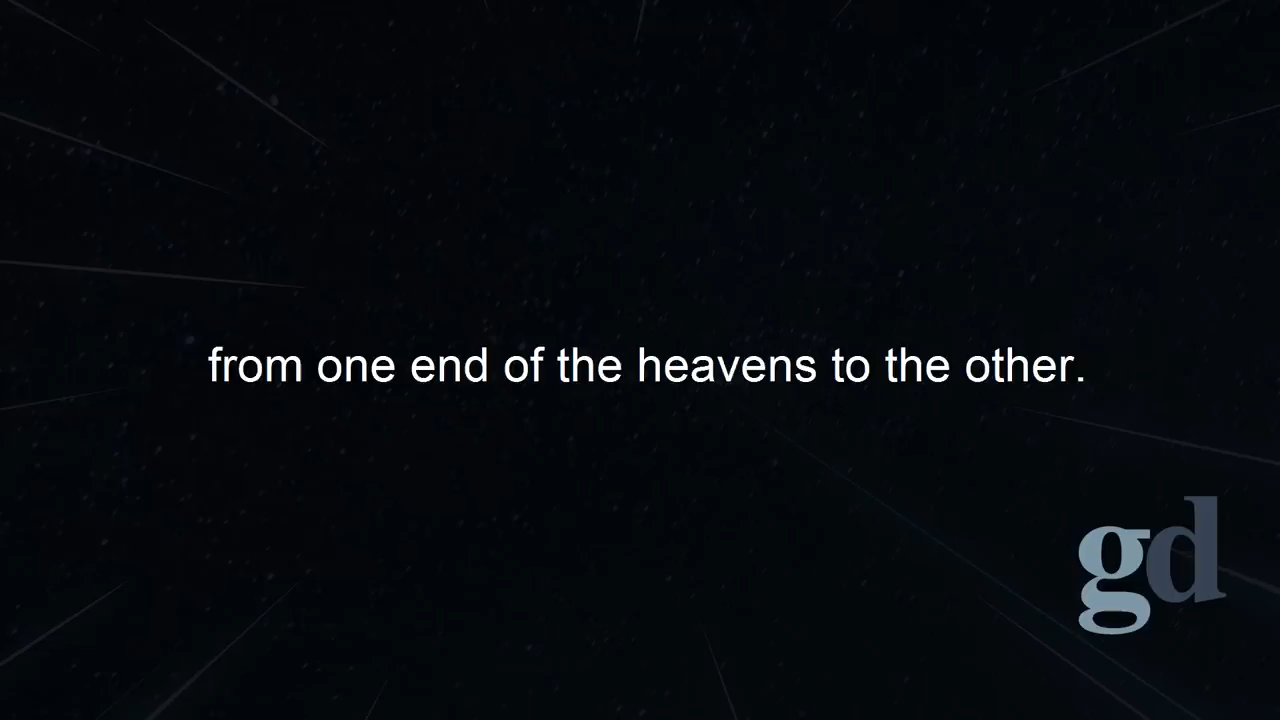 from one end of the heavens to the other.
gd